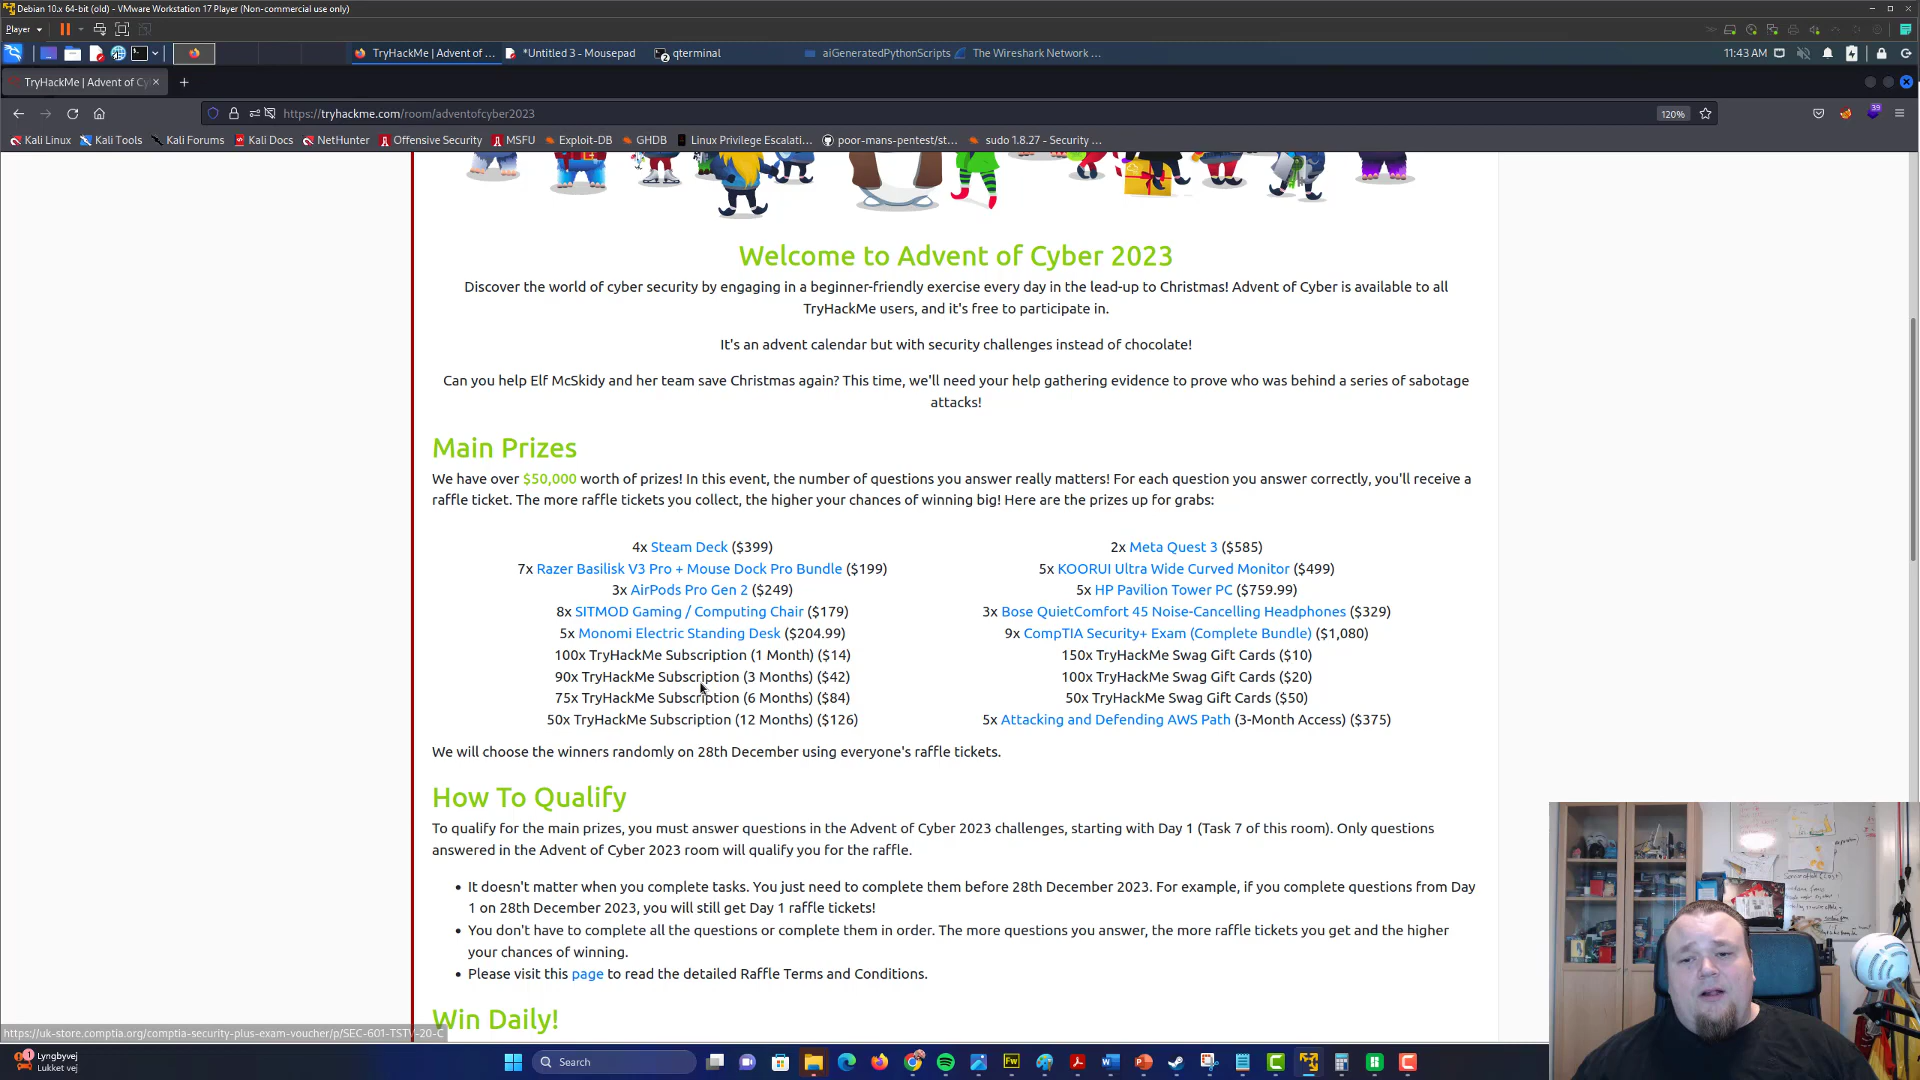 Debian 10.x 64-bit (old) - VMware Workstation 17 Player (Non-commercial use only)
Player
TryHackMe | Advent of ...
*Untitled 3 - Mousepad
qterminal
aiGeneratedPythonScripts
The Wireshark Network ...
11:43 AM
TryHackMe | Advent of Cy
https://tryhackme.com/room/adventofcyber2023
120%
39
Kali Linux
Kali Tools
Kali Forums
Kali Docs
NetHunter
Offensive Security
MSFU
Exploit-DB
GHDB
Linux Privilege Escalati...
poor-mans-pentest/st...
sudo 1.8.27 - Security ...
Welcome to Advent of Cyber 2023
Discover the world of cyber security by engaging in a beginner-friendly exercise every day in the lead-up to Christmas! Advent of Cyber is available to all
TryHackMe users, and it's free to participate in.
It's an advent calendar but with security challenges instead of chocolate!
Can you help Elf McSkidy and her team save Christmas again? This time, we'll need your help gathering evidence to prove who was behind a series of sabotage
attacks!
Main Prizes
We have over $50,000 worth of prizes! In this event, the number of questions you answer really matters! For each question you answer correctly, you'll receive a
raffle ticket. The more raffle tickets you collect, the higher your chances of winning big! Here are the prizes up for grabs:
4x Steam Deck ($399)
7x Razer Basilisk V3 Pro + Mouse Dock Pro Bundle ($199)
3x AirPods Pro Gen 2 ($249)
8x SITMOD Gaming / Computing Chair ($179)
5x Monomi Electric Standing Desk ($204.99)
100x TryHackMe Subscription (1 Month) ($14)
90x TryHackMe Subscription (3 Months) ($42)
75x TryHackMe Subscription (6 Months) ($84)
50x TryHackMe Subscription (12 Months) ($126)
2x Meta Quest 3 ($585)
5x KOORUI Ultra Wide Curved Monitor ($499)
5x HP Pavilion Tower PC ($759.99)
3x Bose QuietComfort 45 Noise-Cancelling Headphones ($329)
9x CompTIA Security+ Exam (Complete Bundle) ($1,080)
150x TryHackMe Swag Gift Cards ($10)
100x TryHackMe Swag Gift Cards ($20)
50x TryHackMe Swag Gift Cards ($50)
5x Attacking and Defending AWS Path (3-Month Access) ($375)
We will choose the winners randomly on 28th December using everyone's raffle tickets.
How To Qualify
To qualify for the main prizes, you must answer questions in the Advent of Cyber 2023 challenges, starting with Day 1 (Task 7 of this room). Only questions
answered in the Advent of Cyber 2023 room will qualify you for the raffle.
• It doesn't matter when you complete tasks. You just need to complete them before 28th December 2023. For example, if you complete questions from Day
1 on 28th December 2023, you will still get Day 1 raffle tickets!
• You don't have to complete all the questions or complete them in order. The more questions you answer, the more raffle tickets you get and the higher
your chances of winning.
• Please visit this page to read the detailed Raffle Terms and Conditions.
Win Daily!
https://uk-store.comptia.org/comptia-security-plus-exam-voucher/p/SEC-601-TSTV-20-C
Lyngbyvej
Lukket vej
Search